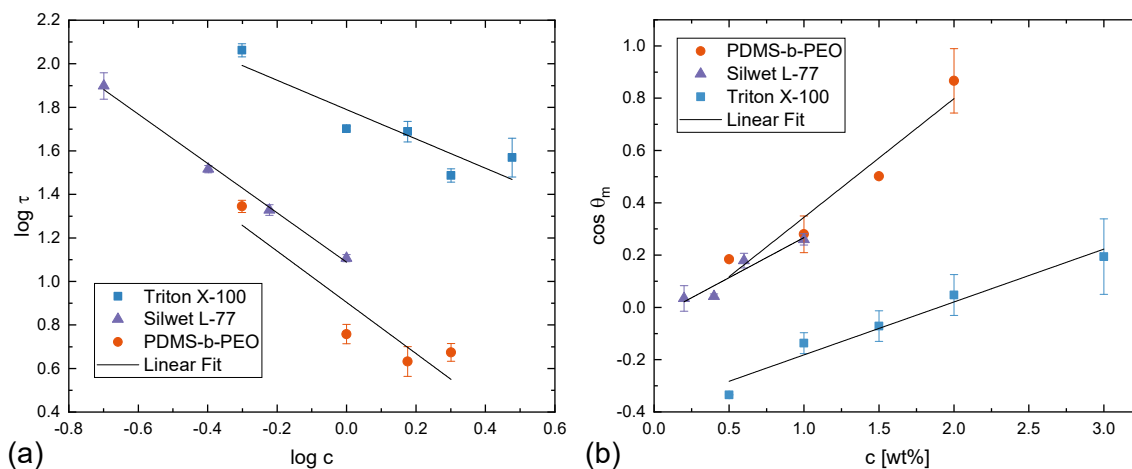 2.2
2.0
1.8
1.6
1.4
1.2
1.0
0.8
0.6
0.4
log τ
Triton X-100
Silwet L-77
PDMS-b-PEO
Linear Fit
-0.8 -0.6 -0.4 -0.2 0.0 0.2 0.4 0.6
log c
(a)
1.0
0.8
0.6
0.4
0.2
0.0
-0.2
-0.4
cos θm
PDMS-b-PEO
Silwet L-77
Triton X-100
Linear Fit
0.0 0.5 1.0 1.5 2.0 2.5 3.0
c [wt%]
(b)